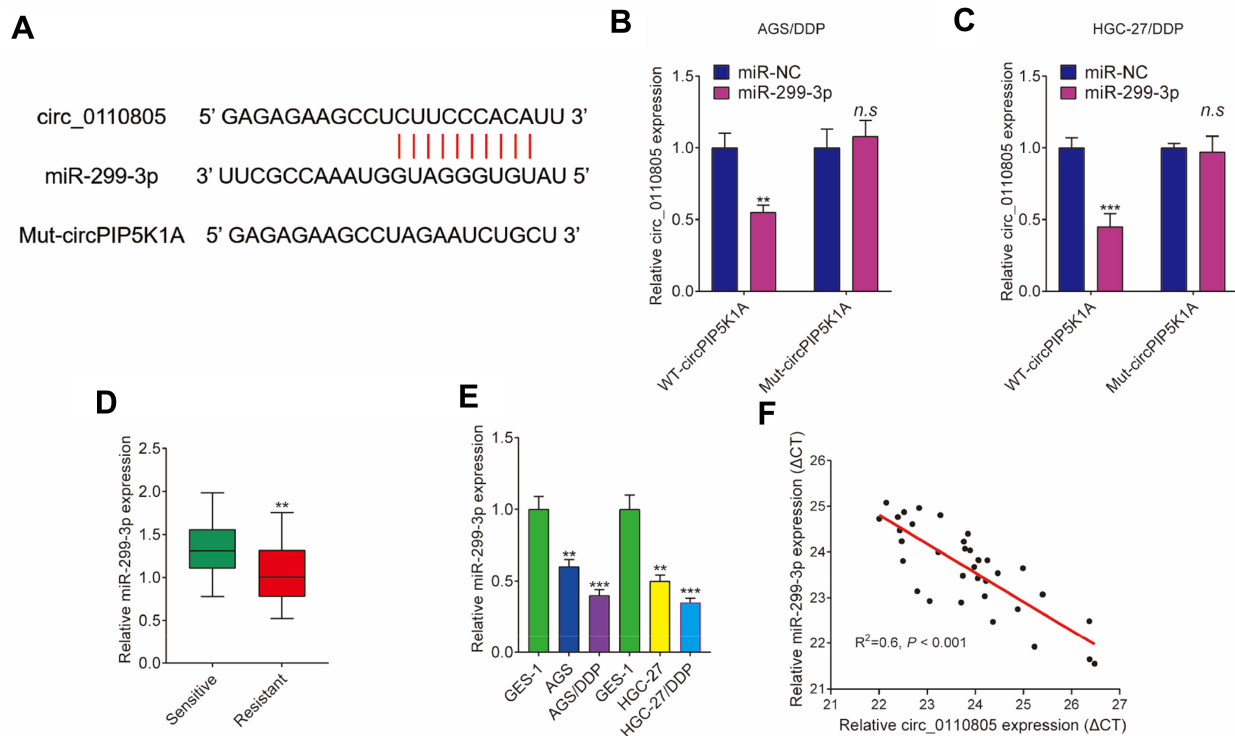 A
circ_0110805 5’ GAGAGAAGCCUCUUCCCACAUU 3’
miR-299-3p 3’ UUCGCCAAAUGGUAGGGUGUAU 5’
Mut-circPIP5K1A 5’ GAGAGAAGCCUAGAAUCUGCU 3’
B
AGS/DDP
Relative circ_0110805 expression
miR-NC
miR-299-3p
1.5
1.0
0.5
0.0
**
n.s
WT-circPIP5K1A
Mut-circPIP5K1A
C
HGC-27/DDP
Relative circ_0110805 expression
miR-NC
miR-299-3p
1.5
1.0
0.5
0.0
***
n.s
WT-circPIP5K1A
Mut-circPIP5K1A
D
Relative miR-299-3p expression
2.5
2.0
1.5
1.0
0.5
0.0
**
Sensitive
Resistant
E
Relative miR-299-3p expression
1.5
1.0
0.5
0.0
**
***
**
***
GES-1
AGS
AGS/DDP
GES-1
HGC-27
HGC-27/DDP
F
Relative miR-299-3p expression (ΔCT)
26
25
24
23
22
21
R²=0.6, P < 0.001
21 22 23 24 25 26 27
Relative circ_0110805 expression (ΔCT)